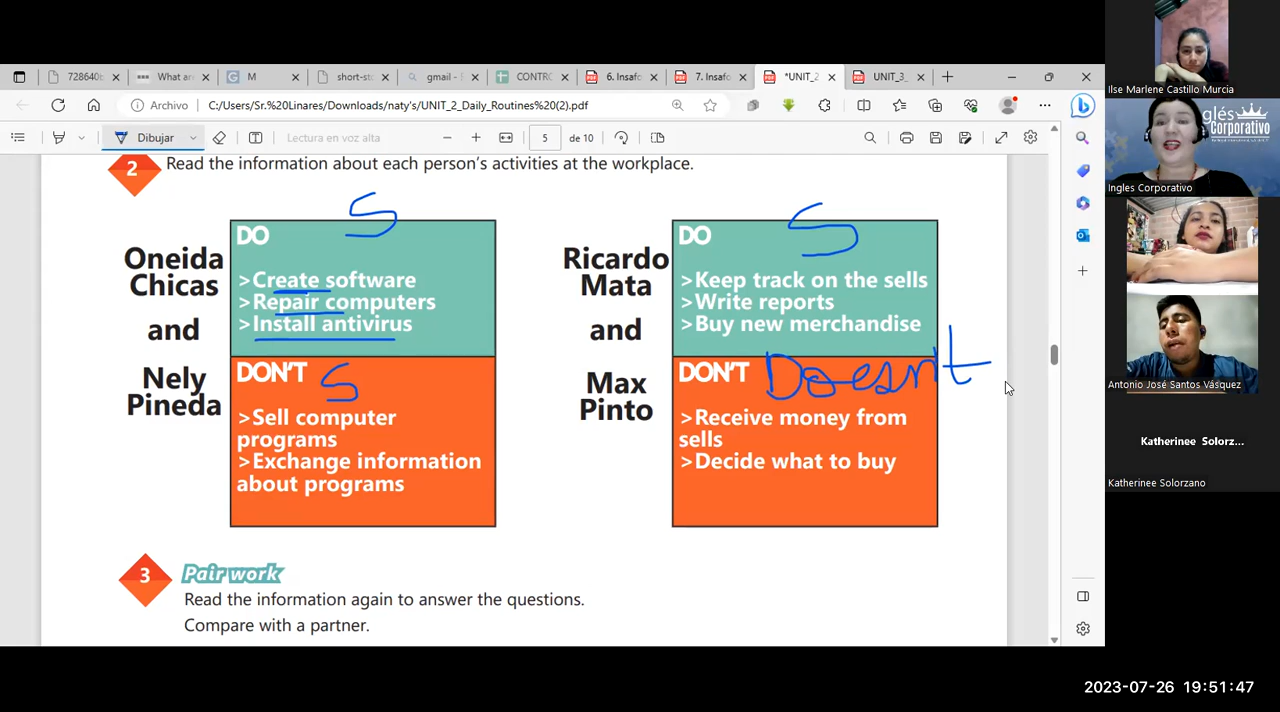 728640b
What are
M
short-st
gmail - S
CONTRO
6. Insafo
7. Insafo
*UNIT_2
UNIT_3_
Archivo
C:/Users/Sr.%20Linares/Downloads/naty's/UNIT_2_Daily_Routines%20(2).pdf
Dibujar
Lectura en voz alta
5
de 10
2
Read the information about each person's activities at the workplace.
S
Oneida
Chicas
and
Nely
Pineda
DO
>Create software
>Repair computers
>Install antivirus
DON'T S
>Sell computer
programs
>Exchange information
about programs
S
Ricardo
Mata
and
Max
Pinto
DO
>Keep track on the sells
>Write reports
>Buy new merchandise
DON'T Doesn't
>Receive money from
sells
>Decide what to buy
3
Pair work
Read the information again to answer the questions.
Compare with a partner.
Ilse Marlene Castillo Murcia
glés
Corporativo
Ingles Corporativo
Antonio José Santos Vásquez
Katherinee Solorz...
Katherinee Solorzano
2023-07-26 19:51:47